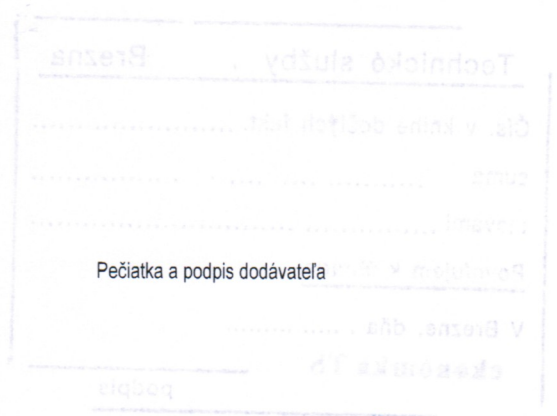 Technické služby . Brezna
Čís. v knihe došlých fakt. ....................
suma ....................
Pečiatka a podpis dodávateľa
V Brezne, dňa ....................
podpis